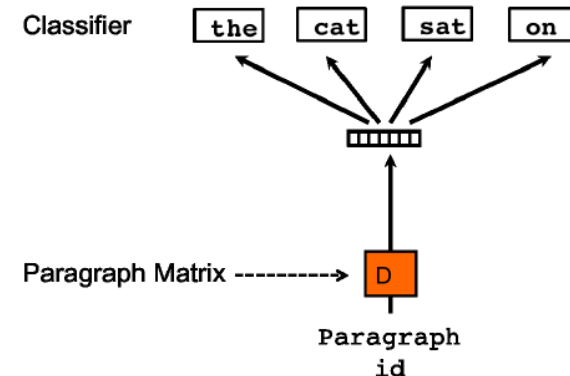 Classifier the cat sat on
Paragraph Matrix D
Paragraph
id